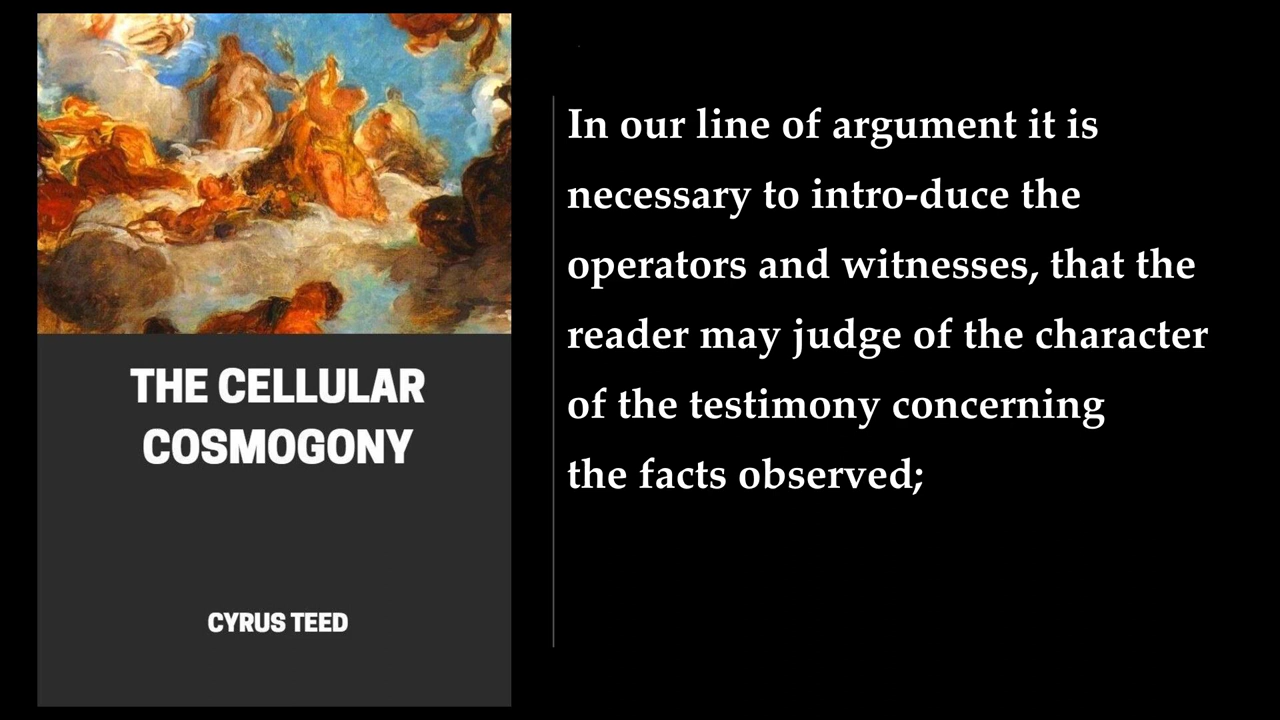 THE CELLULAR
COSMOGONY
CYRUS TEED
In our line of argument it is
necessary to intro-duce the
operators and witnesses, that the
reader may judge of the character
of the testimony concerning
the facts observed;